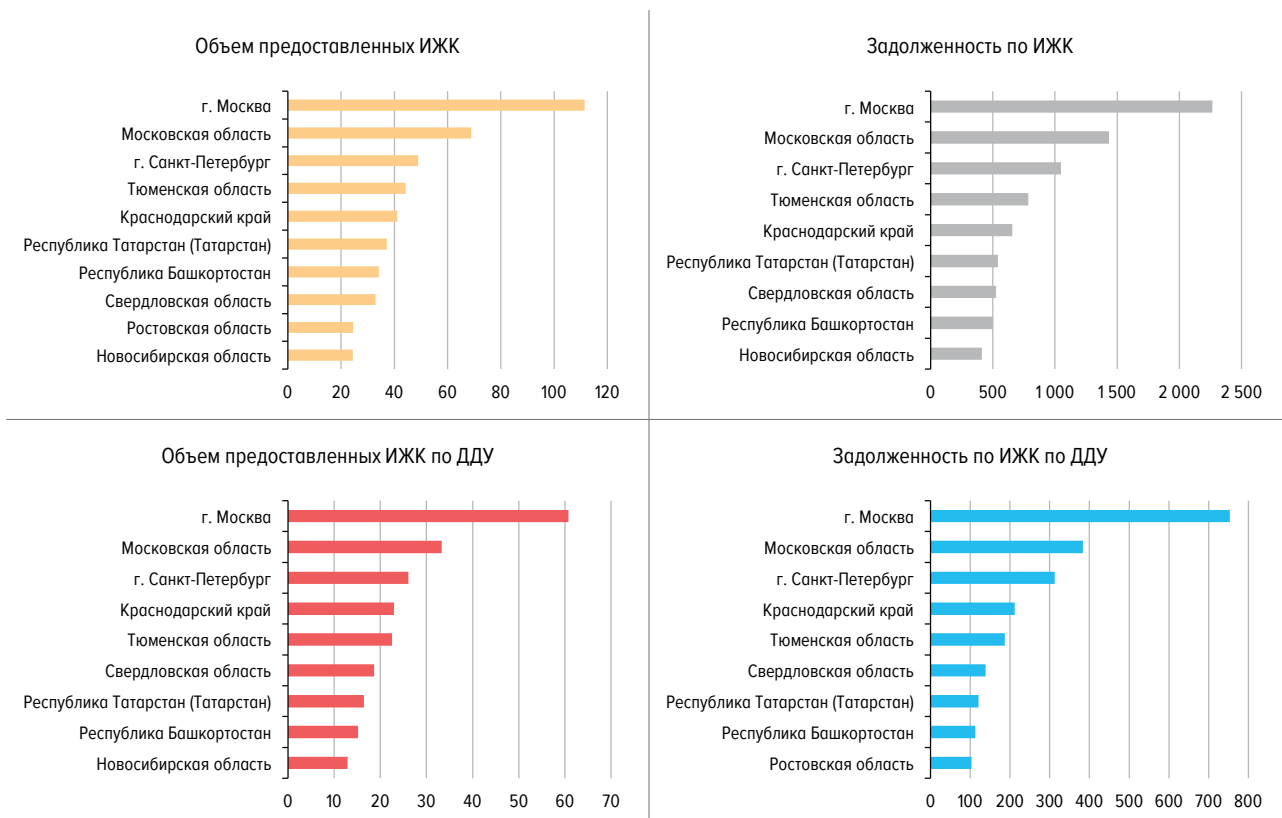 Объем предоставленных ИЖК
г. Москва
Московская область
г. Санкт-Петербург
Тюменская область
Краснодарский край
Республика Татарстан (Татарстан)
Республика Башкортостан
Свердловская область
Ростовская область
Новосибирская область
0 20 40 60 80 100 120
Задолженность по ИЖК
г. Москва
Московская область
г. Санкт-Петербург
Тюменская область
Краснодарский край
Республика Татарстан (Татарстан)
Свердловская область
Республика Башкортостан
Новосибирская область
0 500 1 000 1 500 2 000 2 500
Объем предоставленных ИЖК по ДДУ
г. Москва
Московская область
г. Санкт-Петербург
Краснодарский край
Тюменская область
Свердловская область
Республика Татарстан (Татарстан)
Республика Башкортостан
Новосибирская область
0 10 20 30 40 50 60 70
Задолженность по ИЖК по ДДУ
г. Москва
Московская область
г. Санкт-Петербург
Краснодарский край
Тюменская область
Свердловская область
Республика Татарстан (Татарстан)
Республика Башкортостан
Ростовская область
0 100 200 300 400 500 600 700 800